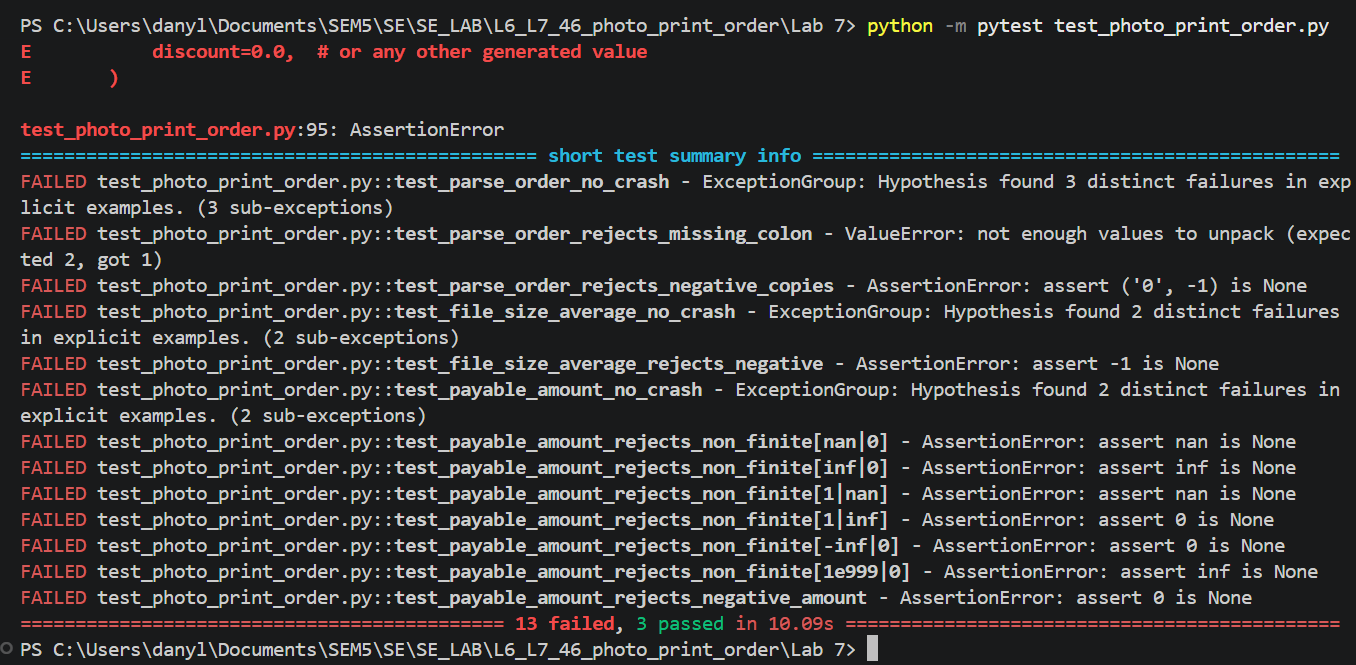 PS C:\Users\danyl\Documents\SEM5\SE\SE_LAB\L6_L7_46_photo_print_order\Lab 7> python -m pytest test_photo_print_order.py
E           discount=0.0,  # or any other generated value
E       )
test_photo_print_order.py:95: AssertionError
=============================================== short test summary info ================================================
FAILED test_photo_print_order.py::test_parse_order_no_crash - ExceptionGroup: Hypothesis found 3 distinct failures in exp
licit examples. (3 sub-exceptions)
FAILED test_photo_print_order.py::test_parse_order_rejects_missing_colon - ValueError: not enough values to unpack (expec
ted 2, got 1)
FAILED test_photo_print_order.py::test_parse_order_rejects_negative_copies - AssertionError: assert ('0', -1) is None
FAILED test_photo_print_order.py::test_file_size_average_no_crash - ExceptionGroup: Hypothesis found 2 distinct failures
in explicit examples. (2 sub-exceptions)
FAILED test_photo_print_order.py::test_file_size_average_rejects_negative - AssertionError: assert -1 is None
FAILED test_photo_print_order.py::test_payable_amount_no_crash - ExceptionGroup: Hypothesis found 2 distinct failures in
explicit examples. (2 sub-exceptions)
FAILED test_photo_print_order.py::test_payable_amount_rejects_non_finite[nan|0] - AssertionError: assert nan is None
FAILED test_photo_print_order.py::test_payable_amount_rejects_non_finite[inf|0] - AssertionError: assert inf is None
FAILED test_photo_print_order.py::test_payable_amount_rejects_non_finite[1|nan] - AssertionError: assert nan is None
FAILED test_photo_print_order.py::test_payable_amount_rejects_non_finite[1|inf] - AssertionError: assert 0 is None
FAILED test_photo_print_order.py::test_payable_amount_rejects_non_finite[-inf|0] - AssertionError: assert 0 is None
FAILED test_photo_print_order.py::test_payable_amount_rejects_non_finite[1e999|0] - AssertionError: assert inf is None
FAILED test_photo_print_order.py::test_payable_amount_rejects_negative_amount - AssertionError: assert 0 is None
============================================ 13 failed, 3 passed in 10.09s =============================================
PS C:\Users\danyl\Documents\SEM5\SE\SE_LAB\L6_L7_46_photo_print_order\Lab 7>